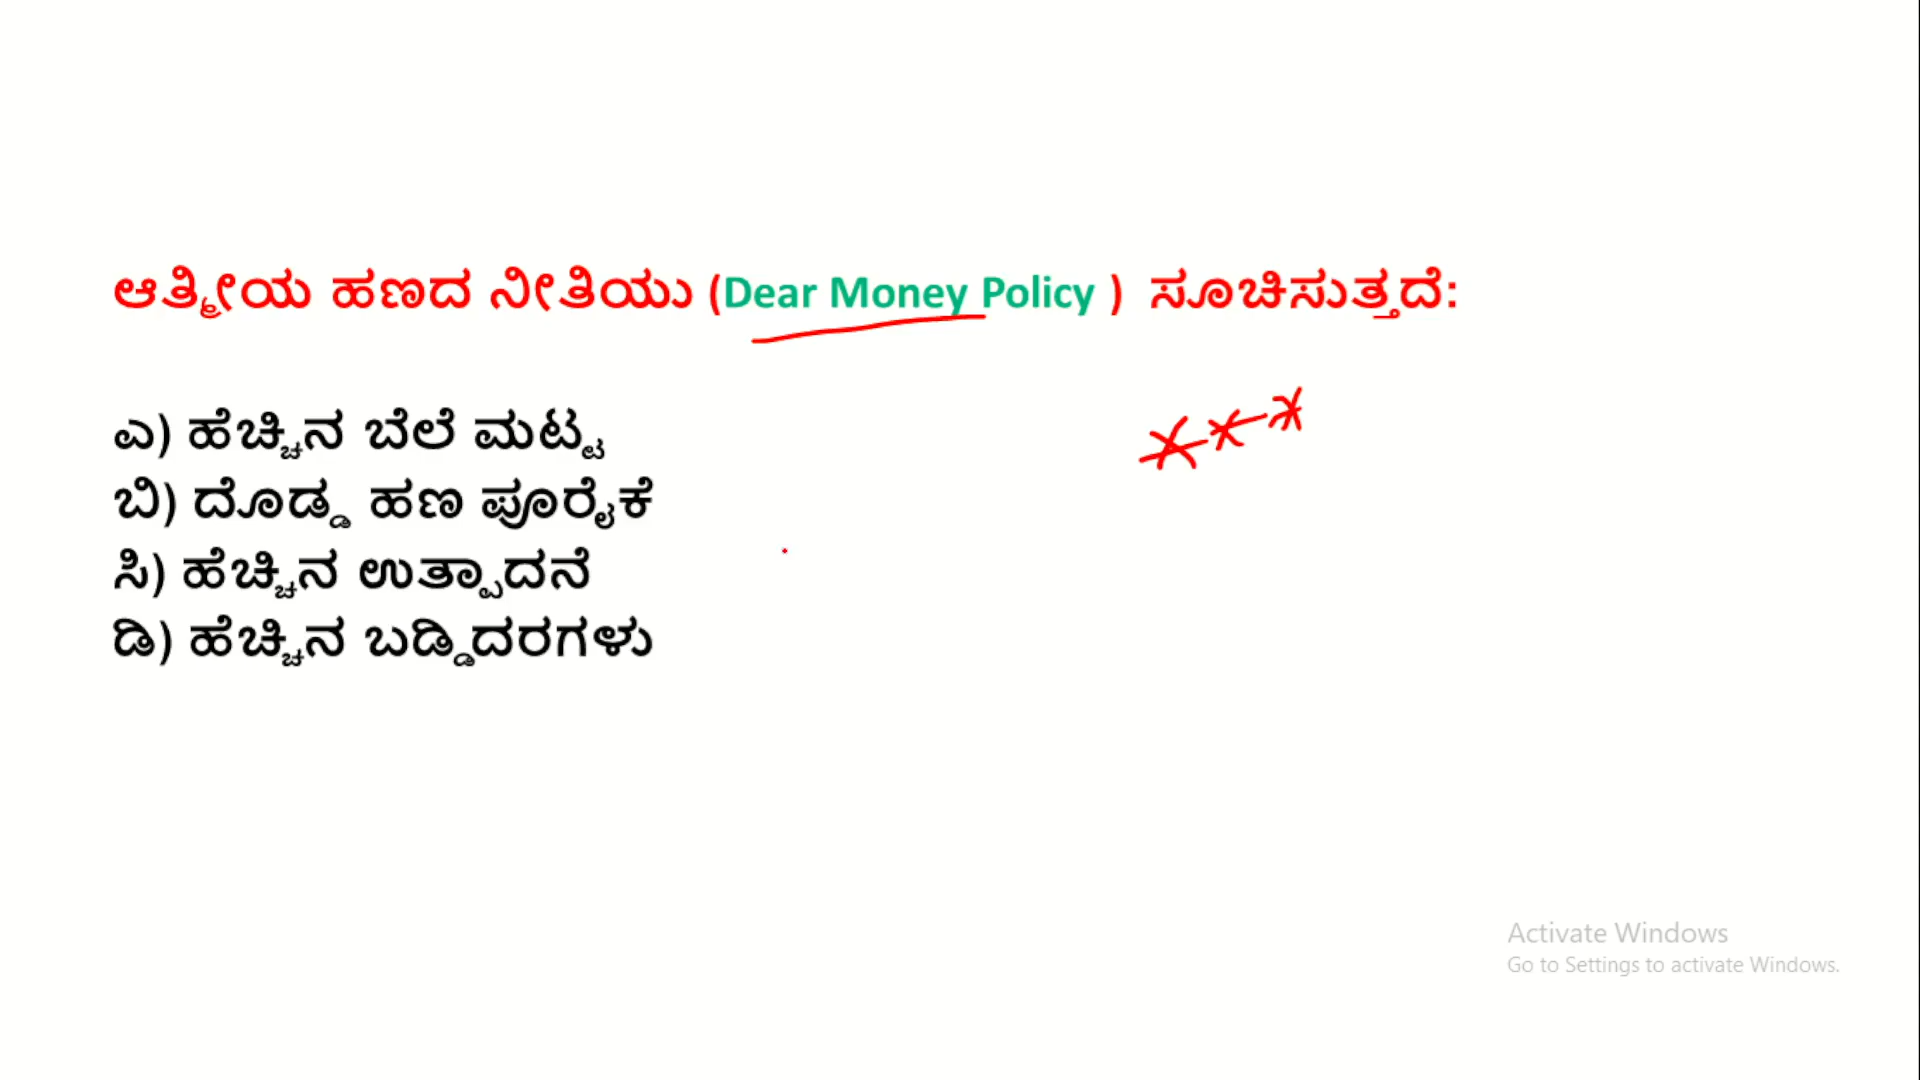 ಆತ್ಮೀಯ ಹಣದ ನೀತಿಯು (Dear Money Policy ) ಸೂಚಿಸುತ್ತದೆ:
ಎ) ಹೆಚ್ಚಿನ ಬೆಲೆ ಮಟ್ಟ
ಬಿ) ದೊಡ್ಡ ಹಣ ಪೂರೈಕೆ
ಸಿ) ಹೆಚ್ಚಿನ ಉತ್ಪಾದನೆ
ಡಿ) ಹೆಚ್ಚಿನ ಬಡ್ಡಿದರಗಳು
Activate Windows
Go to Settings to activate Windows.